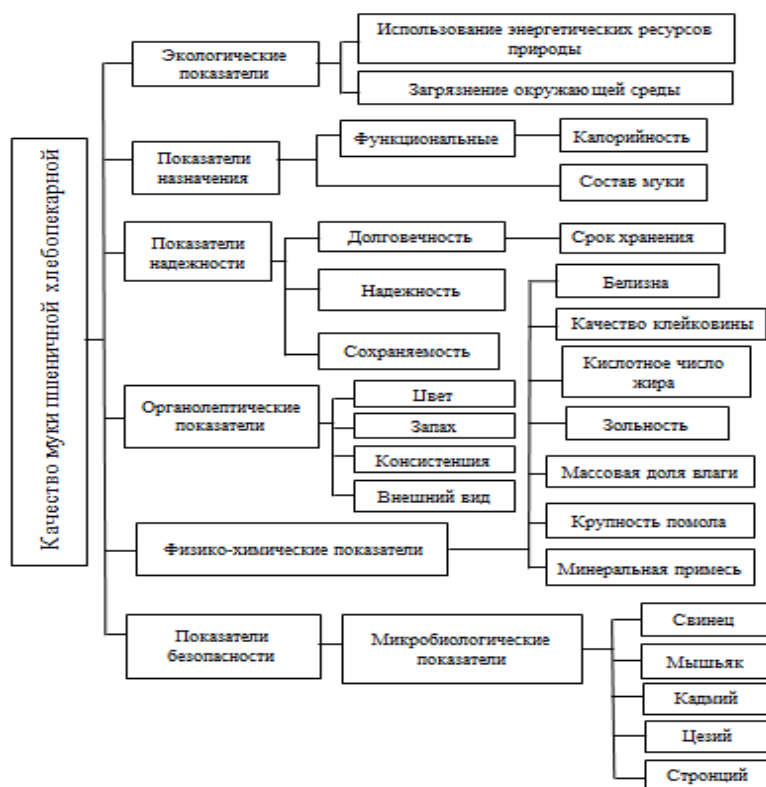 Качество муки пшеничной хлебопекарной
Экологические
показатели
Использование энергетических ресурсов
природы
Загрязнение окружающей среды
Показатели
назначения
Функциональные
Калорийность
Состав муки
Показатели
надежности
Долговечность
Срок хранения
Надежность
Сохраняемость
Органолептические
показатели
Цвет
Запах
Консистенция
Внешний вид
Физико-химические показатели
Белизна
Качество клейковины
Кислотное число
жира
Зольность
Массовая доля влаги
Крупность помола
Минеральная примесь
Показатели
безопасности
Микробиологические
показатели
Свинец
Мышьяк
Кадмий
Цезий
Стронций